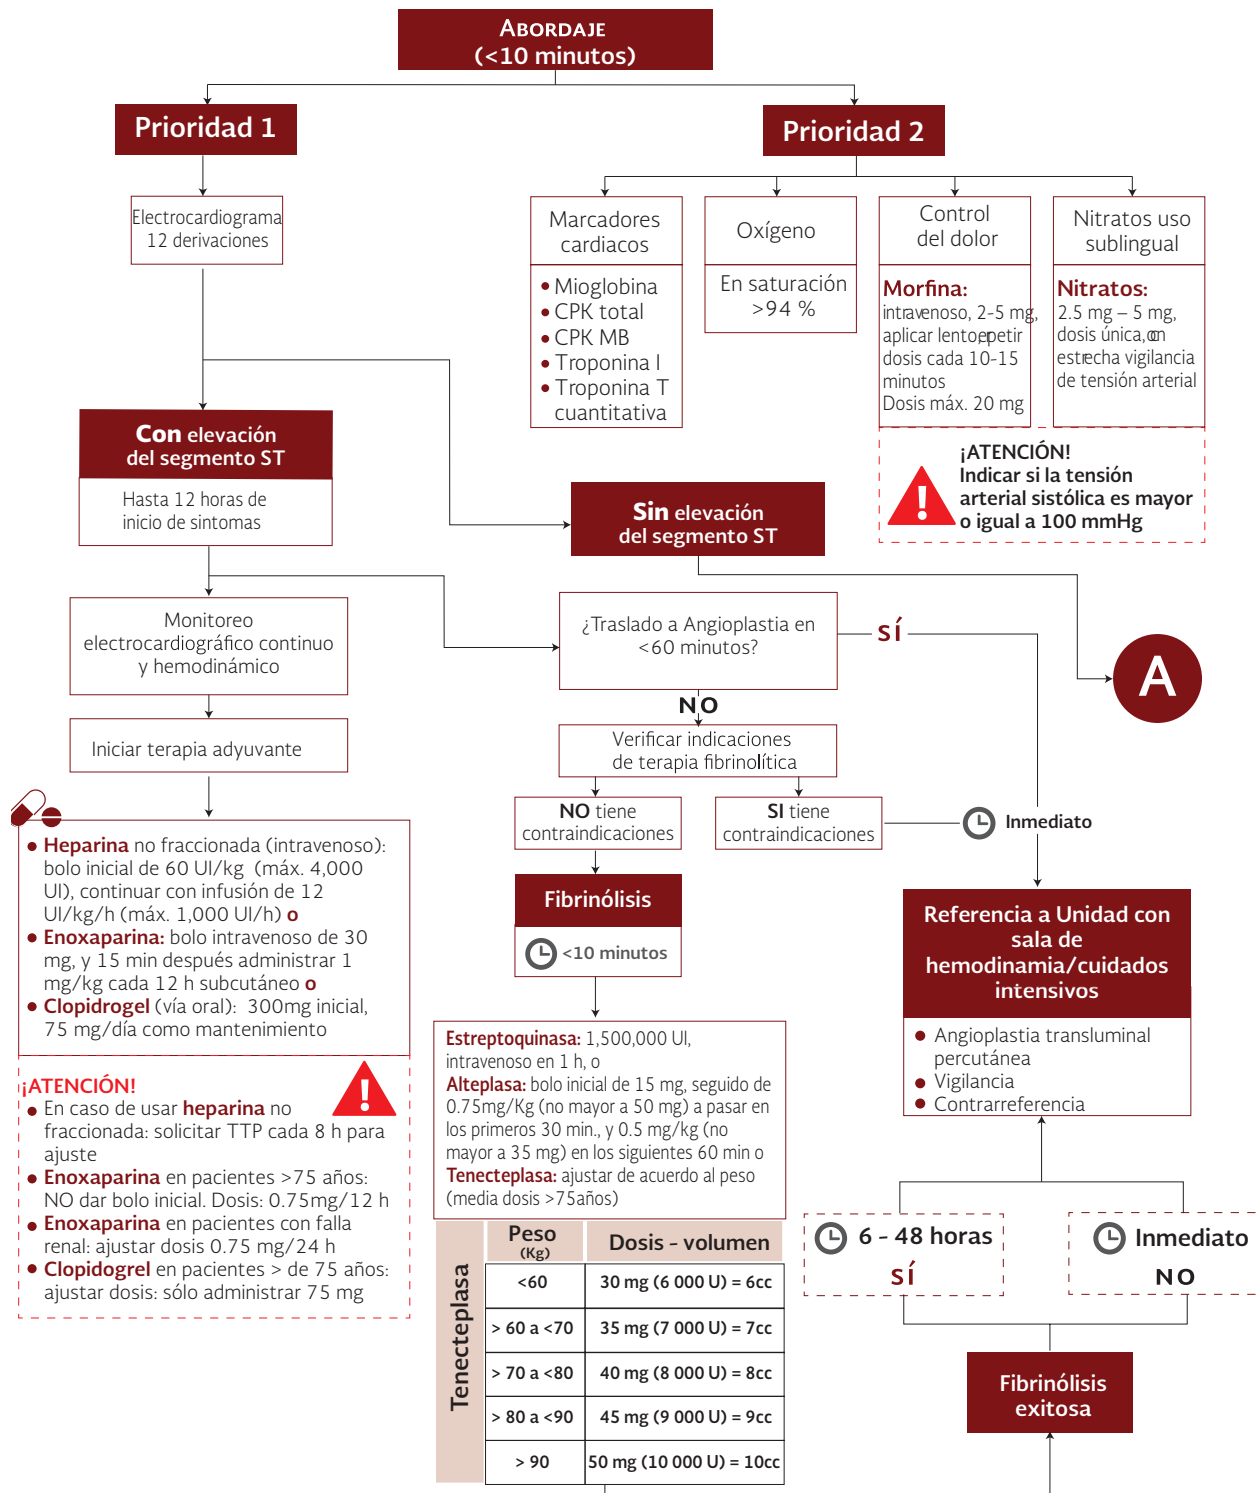 ABORDAJE
(<10 minutos)
Prioridad 1
Prioridad 2
Electrocardiograma
12 derivaciones
Marcadores
cardiacos
• Mioglobina
• CPK total
• CPK MB
• Troponina I
• Troponina T
cuantitativa
Oxígeno
En saturación
>94 %
Control
del dolor
Morfina:
intravenoso, 2-5 mg,
aplicar lento,epetir
dosis cada 10-15
minutos
Dosis máx. 20 mg
Nitratos uso
sublingual
Nitratos:
2.5 mg – 5 mg,
dosis única,on
estrecha vigilancia
de tensión arterial
¡ATENCIÓN!
Indicar si la tensión
arterial sistólica es mayor
o igual a 100 mmHg
Con elevación
del segmento ST
Hasta 12 horas de
inicio de sintomas
Sin elevación
del segmento ST
A
Monitoreo
electrocardiográfico continuo
y hemodinámico
Iniciar terapia adyuvante
• Heparina no fraccionada (intravenoso):
bolo inicial de 60 UI/kg (máx. 4,000
UI), continuar con infusión de 12
UI/kg/h (máx. 1,000 UI/h) o
• Enoxaparina: bolo intravenoso de 30
mg, y 15 min después administrar 1
mg/kg cada 12 h subcutáneo o
• Clopidrogel (vía oral): 300mg inicial,
75 mg/día como mantenimiento
¡ATENCIÓN!
• En caso de usar heparina no
fraccionada: solicitar TTP cada 8 h para
ajuste
• Enoxaparina en pacientes >75 años:
NO dar bolo inicial. Dosis: 0.75mg/12 h
• Enoxaparina en pacientes con falla
renal: ajustar dosis 0.75 mg/24 h
• Clopidogrel en pacientes > de 75 años:
ajustar dosis: sólo administrar 75 mg
¿Traslado a Angioplastia en
<60 minutos?
SÍ
NO
Verificar indicaciones
de terapia fibrinolítica
NO tiene
contraindicaciones
SI tiene
contraindicaciones
Inmediato
Fibrinólisis
<10 minutos
Estreptoquinasa: 1,500,000 UI,
intravenoso en 1 h, o
Alteplasa: bolo inicial de 15 mg, seguido de
0.75mg/Kg (no mayor a 50 mg) a pasar en
los primeros 30 min., y 0.5 mg/kg (no
mayor a 35 mg) en los siguientes 60 min o
Tenecteplasa: ajustar de acuerdo al peso
(media dosis >75años)
Tenecteplasa
Peso
(Kg)
Dosis - volumen
<60
30 mg (6 000 U) = 6cc
> 60 a <70
35 mg (7 000 U) = 7cc
> 70 a <80
40 mg (8 000 U) = 8cc
> 80 a <90
45 mg (9 000 U) = 9cc
> 90
50 mg (10 000 U) = 10cc
Referencia a Unidad con
sala de
hemodinamia/cuidados
intensivos
• Angioplastia transluminal
percutánea
• Vigilancia
• Contrarreferencia
6 - 48 horas
SÍ
Inmediato
NO
Fibrinólisis
exitosa